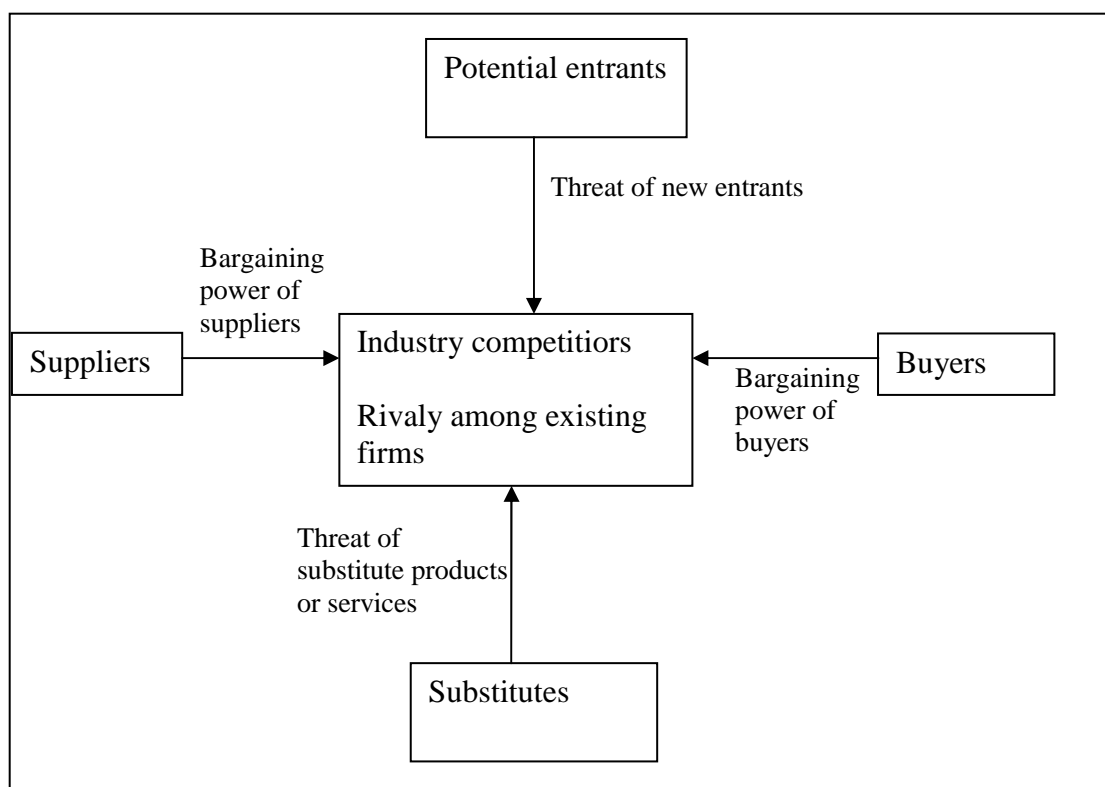 Potential entrants
Threat of new entrants
Bargaining
power of
suppliers
Suppliers
Industry competitiors
Rivaly among existing
firms
Buyers
Bargaining
power of
buyers
Threat of
substitute products
or services
Substitutes